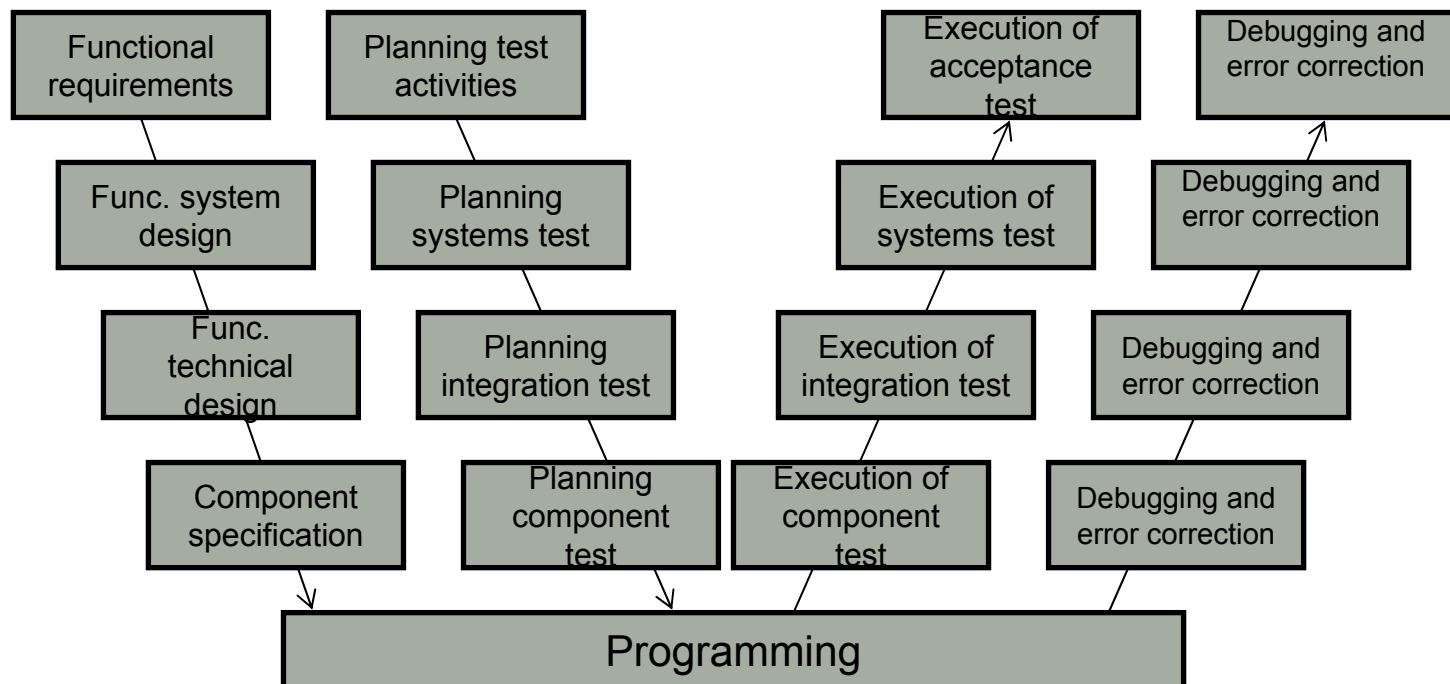 Functional
requirements
Planning test
activities
Execution of
acceptance
test
Debugging and
error correction
Func. system
design
Planning
systems test
Execution of
systems test
Debugging and
error correction
Func.
technical
design
Planning
integration test
Execution of
integration test
Debugging and
error correction
Component
specification
Planning
component
test
Execution of
component
test
Debugging and
error correction
Programming